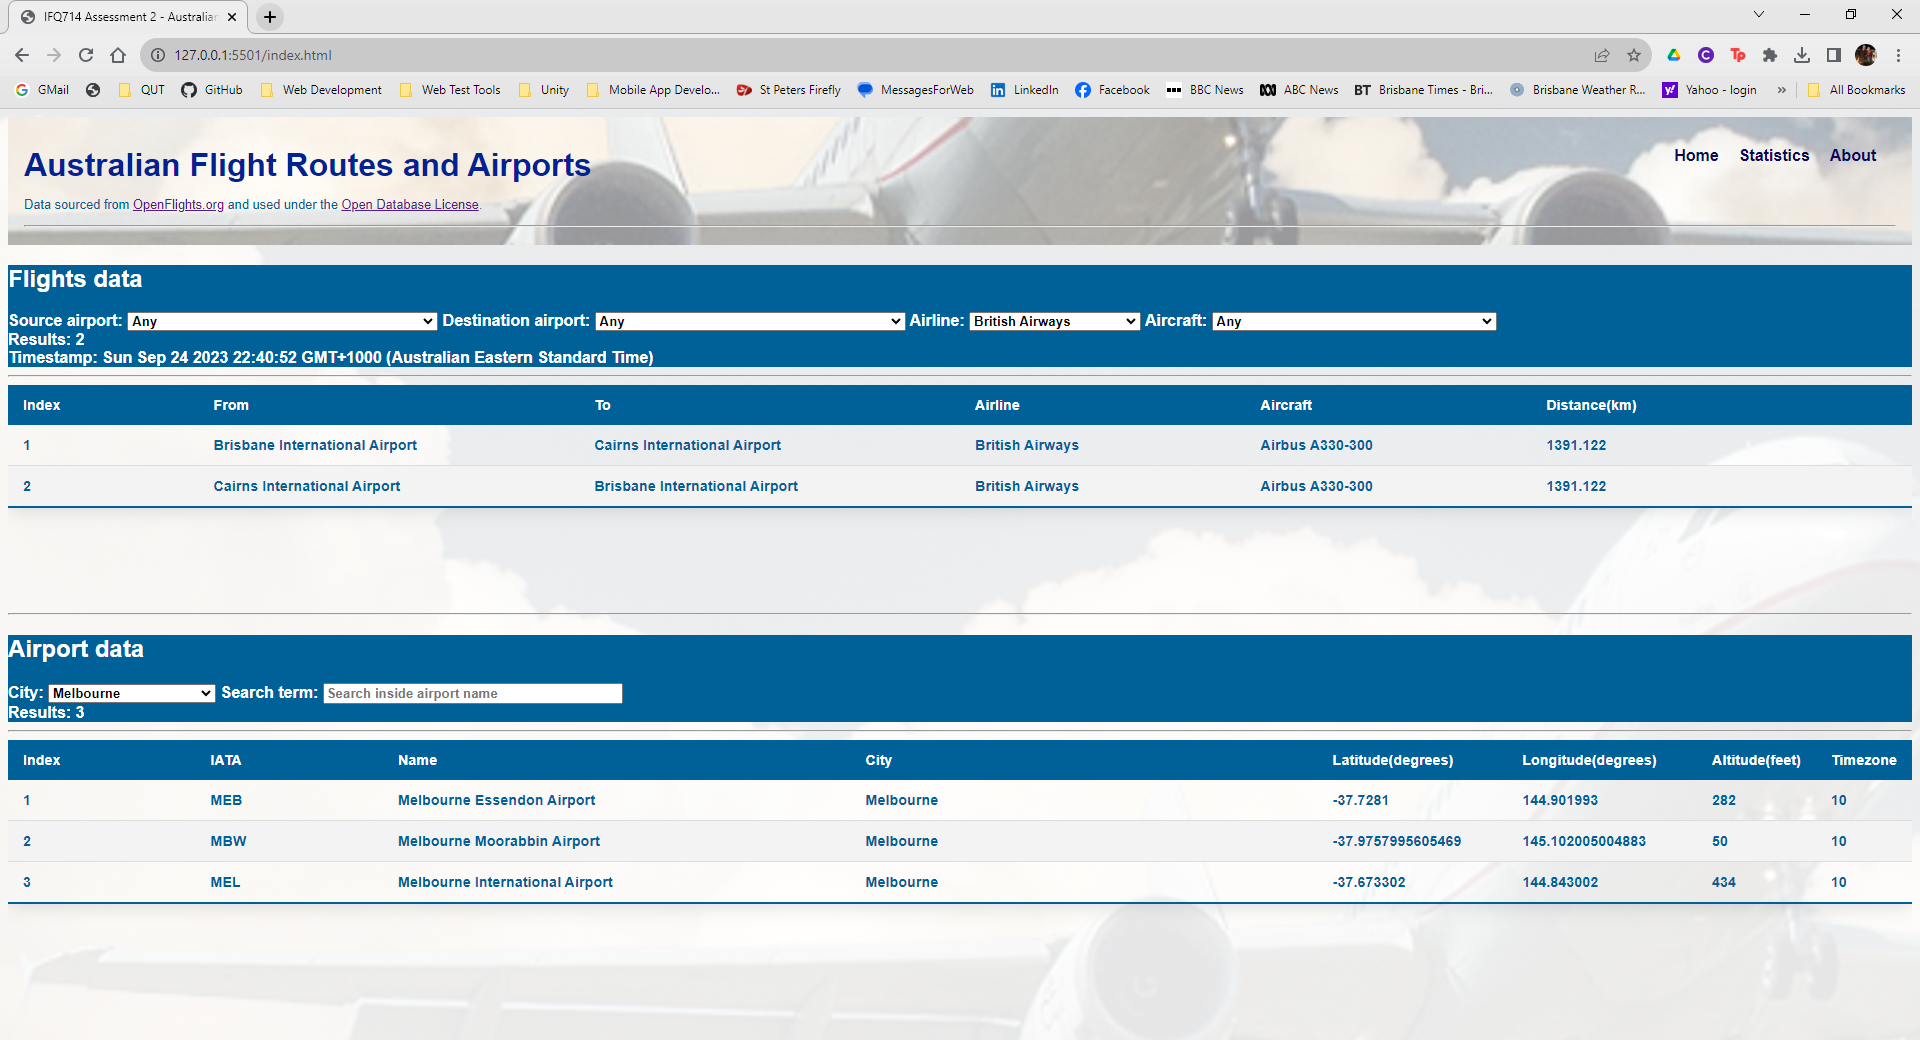 IFQ714 Assessment 2 - Australian
127.0.0.1:5501/index.html
GMail QUT GitHub Web Development Web Test Tools Unity Mobile App Develo... St Peters Firefly MessagesForWeb LinkedIn Facebook BBC News ABC News BT Brisbane Times - Bri... Brisbane Weather R... Yahoo - login » All Bookmarks
Australian Flight Routes and Airports
Home Statistics About
Data sourced from OpenFlights.org and used under the Open Database License.
Flights data
Source airport: Any Destination airport: Any Airline: British Airways Aircraft: Any
Results: 2
Timestamp: Sun Sep 24 2023 22:40:52 GMT+1000 (Australian Eastern Standard Time)
Index From To Airline Aircraft Distance(km)
1 Brisbane International Airport Cairns International Airport British Airways Airbus A330-300 1391.122
2 Cairns International Airport Brisbane International Airport British Airways Airbus A330-300 1391.122
Airport data
City: Melbourne Search term: Search inside airport name
Results: 3
Index IATA Name City Latitude(degrees) Longitude(degrees) Altitude(feet) Timezone
1 MEB Melbourne Essendon Airport Melbourne -37.7281 144.901993 282 10
2 MBW Melbourne Moorabbin Airport Melbourne -37.9757995605469 145.102005004883 50 10
3 MEL Melbourne International Airport Melbourne -37.673302 144.843002 434 10